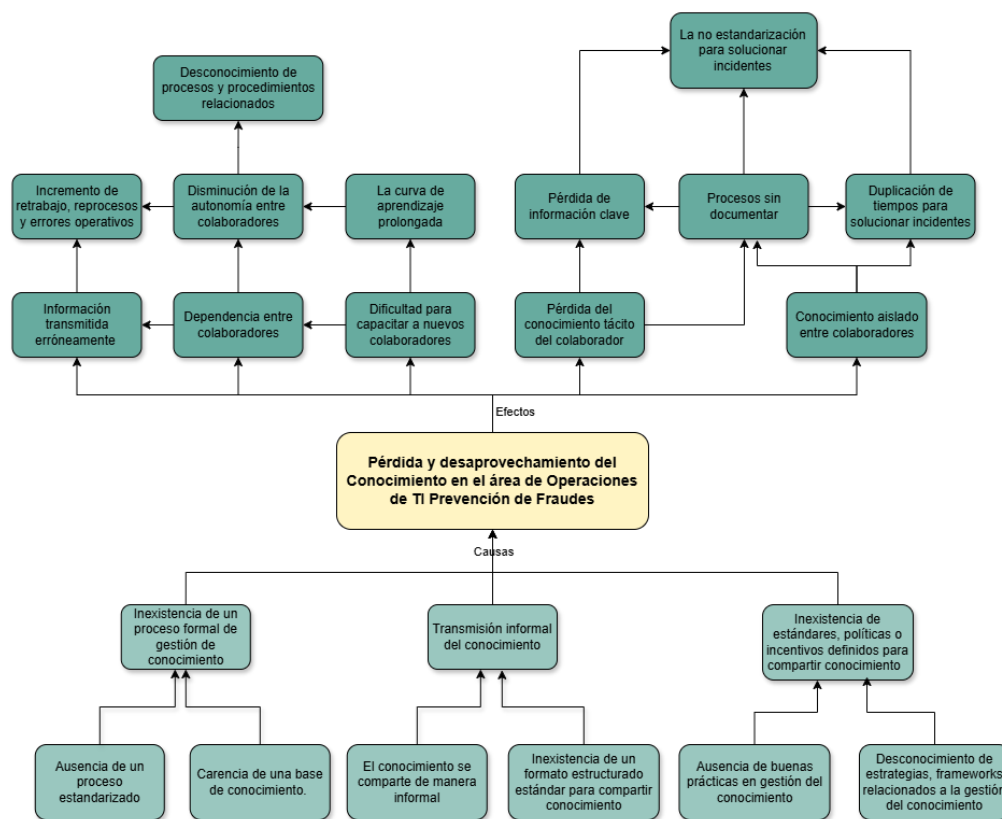 La no estandarización
para solucionar
incidentes
Desconocimiento de
procesos y procedimientos
relacionados
Incremento de
retrabajo, reprocesos
y errores operativos
Disminución de la
autonomía entre
colaboradores
La curva de
aprendizaje
prolongada
Pérdida de
información clave
Procesos sin
documentar
Duplicación de
tiempos para
solucionar incidentes
Información
transmitida
erróneamente
Dependencia entre
colaboradores
Dificultad para
capacitar a nuevos
colaboradores
Pérdida del
conocimiento tácito
del colaborador
Conocimiento aislado
entre colaboradores
Efectos
Pérdida y desaprovechamiento del
Conocimiento en el área de Operaciones
de TI Prevención de Fraudes
Causas
Inexistencia de un
proceso formal de
gestión de
conocimiento
Transmisión informal
del conocimiento
Inexistencia de
estándares, políticas o
incentivos definidos para
compartir conocimiento
Ausencia de un
proceso
estandarizado
Carencia de una base
de conocimiento.
El conocimiento se
comparte de manera
informal
Inexistencia de un
formato estructurado
estándar para compartir
conocimiento
Ausencia de buenas
prácticas en gestión del
conocimiento
Desconocimiento de
estrategias, frameworks
relacionados a la gestión
del conocimiento